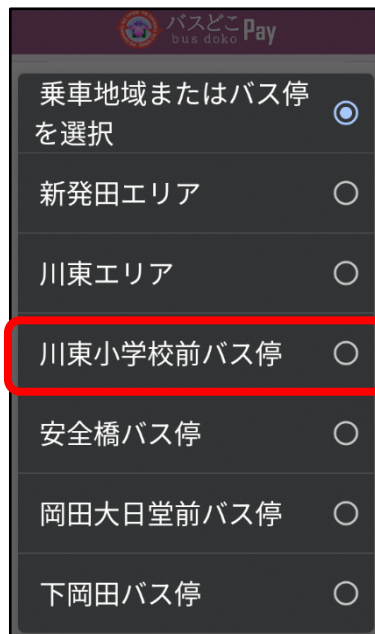 バスどこ Pay
bus doko
乗車地域またはバス停
を選択
新発田エリア
川東エリア
川東小学校前バス停
安全橋バス停
岡田大日堂前バス停
下岡田バス停